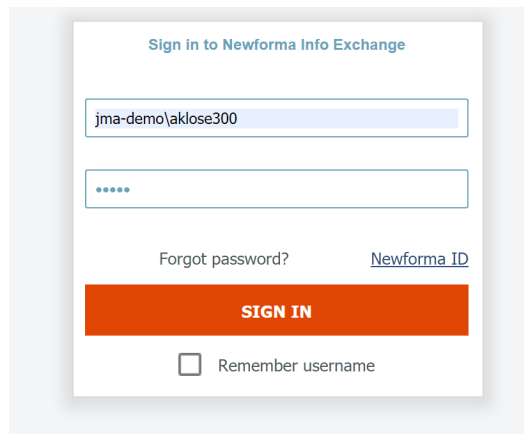 Sign in to Newforma Info Exchange
jma-demo\aklose300
•••••
Forgot password? Newforma ID
SIGN IN
Remember username